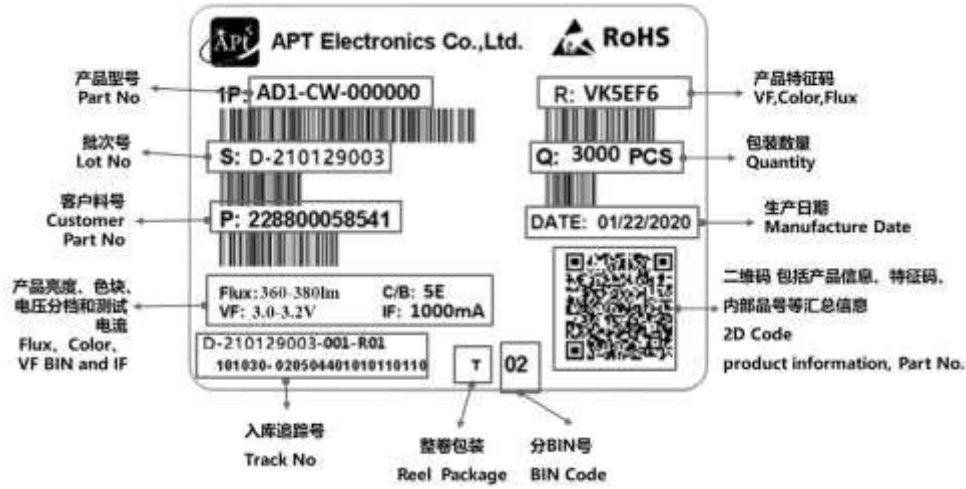 APT
APT Electronics Co.,Ltd.
RoHS
产品型号
Part No
1P: AD1-CW-000000
R: VK5EF6
产品特征码
VF,Color,Flux
批次号
Lot No
S: D-210129003
Q: 3000 PCS
包装数量
Quantity
客户料号
Customer
Part No
P: 228800058541
DATE: 01/22/2020
生产日期
Manufacture Date
产品亮度、色块、
电压分档和测试
电流
Flux、Color、
VF BIN and IF
Flux:360-380lm C/B: 5E
VF: 3.0-3.2V IF: 1000mA
二维码 包括产品信息、特征码、
内部品号等汇总信息
2D Code
product information, Part No.
D-210129003-001-R01
101030-020504401010110110
T
02
入库追踪号
Track No
整卷包装
Reel Package
分BIN号
BIN Code